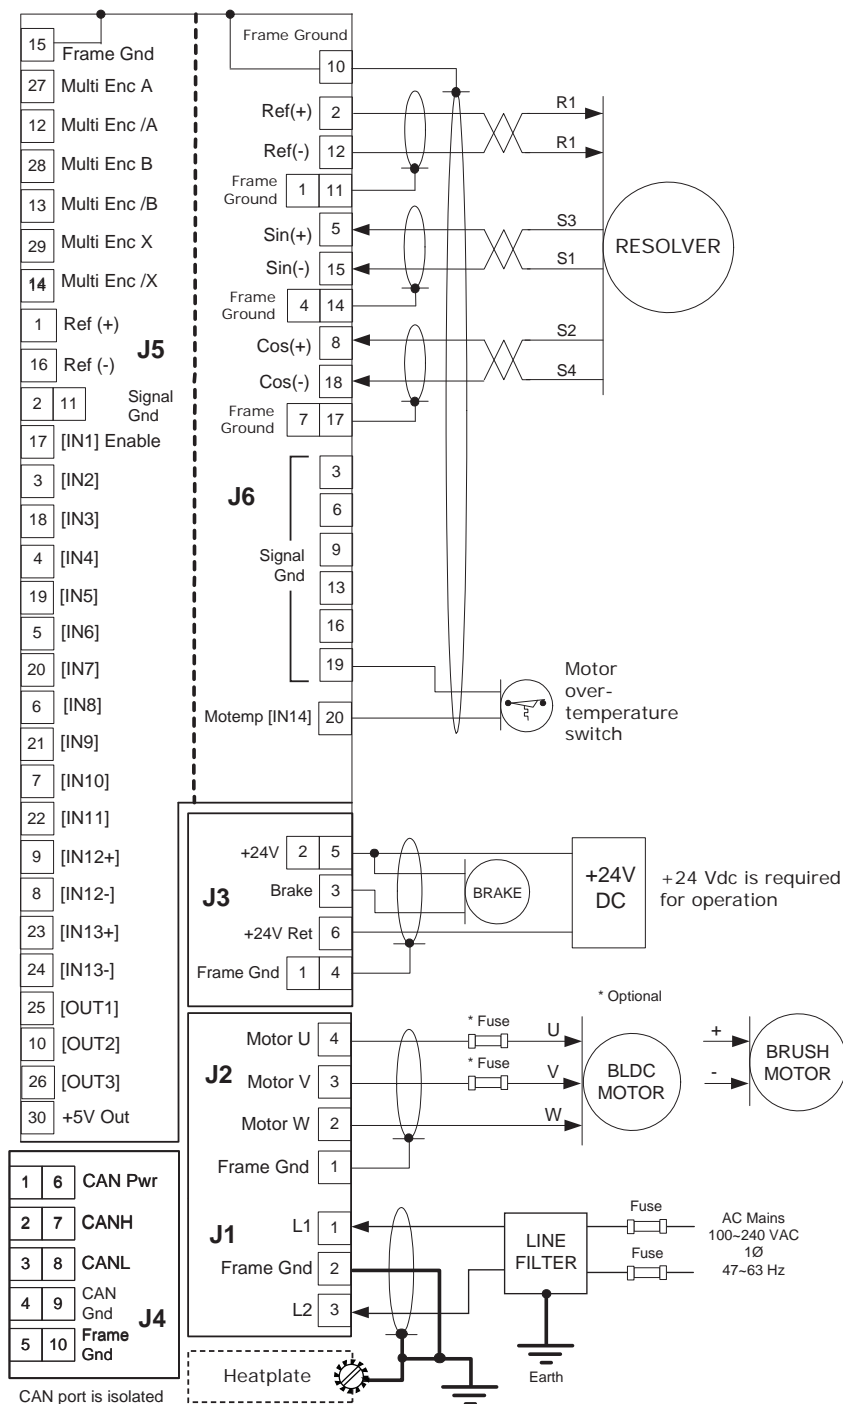 15 Frame Gnd
27 Multi Enc A
12 Multi Enc /A
28 Multi Enc B
13 Multi Enc /B
29 Multi Enc X
14 Multi Enc /X
1 Ref (+)
J5
16 Ref (-)
2 11 Signal
Gnd
17 [IN1] Enable
3 [IN2]
18 [IN3]
4 [IN4]
19 [IN5]
5 [IN6]
20 [IN7]
6 [IN8]
21 [IN9]
7 [IN10]
22 [IN11]
9 [IN12+]
8 [IN12-]
23 [IN13+]
24 [IN13-]
25 [OUT1]
10 [OUT2]
26 [OUT3]
30 +5V Out
Frame Ground
10
Ref(+) 2 R1
Ref(-) 12 R1
Frame
Ground 1 11
Sin(+) 5 S3
RESOLVER
Sin(-) 15 S1
Frame
Ground 4 14
Cos(+) 8 S2
Cos(-) 18 S4
Frame
Ground 7 17
J6
Signal
Gnd
3
6
9
13
16
19
Motemp [IN14] 20
Motor
over-
temperature
switch
J3
+24V 2 5
Brake 3
BRAKE
+24V Ret 6
Frame Gnd 1 4
+24V
DC
+24 Vdc is required
for operation
* Optional
J2
Motor U 4 * Fuse U
Motor V 3 * Fuse V
Motor W 2 W
Frame Gnd 1
BLDC
MOTOR
+
-
BRUSH
MOTOR
J1
L1 1
Frame Gnd 2
L2 3
LINE
FILTER
Fuse
Fuse
AC Mains
100~240 VAC
1Ø
47~63 Hz
Earth
Heatplate
1 6 CAN Pwr
2 7 CANH
3 8 CANL
4 9 CAN
Gnd
J4
5 10 Frame
Gnd
CAN port is isolated